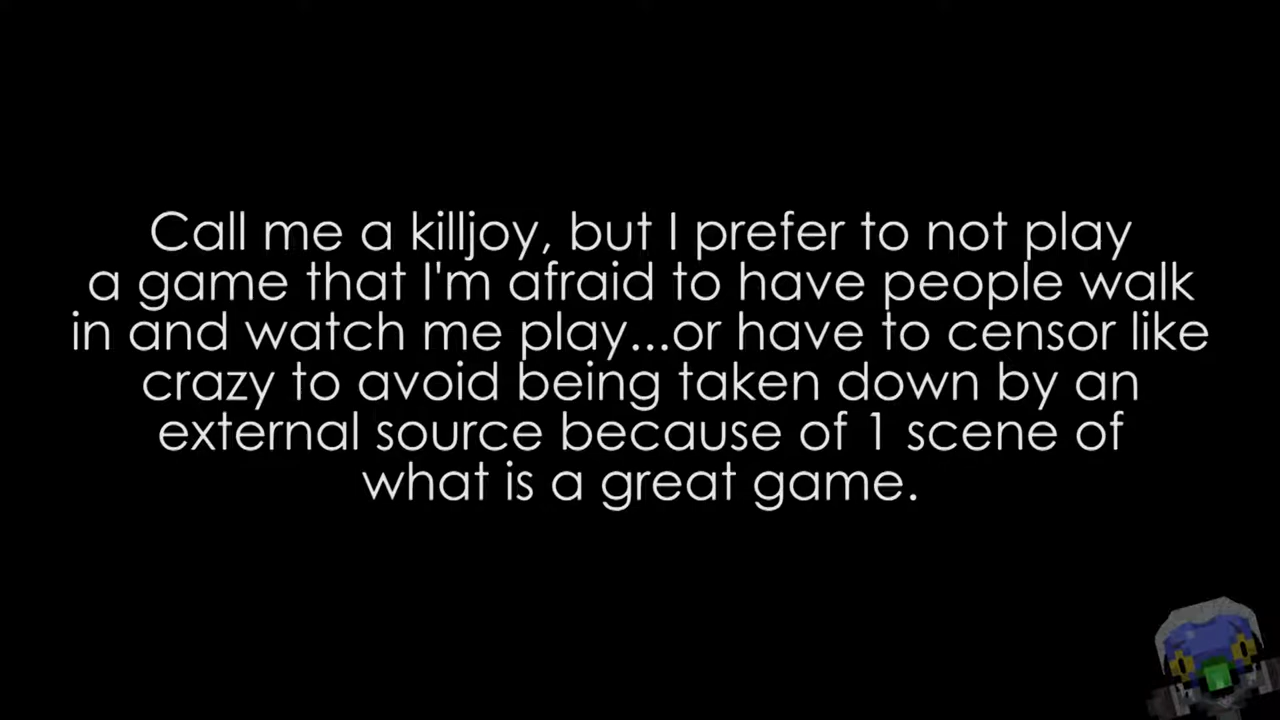 Call me a killjoy, but I prefer to not play
a game that I'm afraid to have people walk
in and watch me play...or have to censor like
crazy to avoid being taken down by an
external source because of 1 scene of
what is a great game.